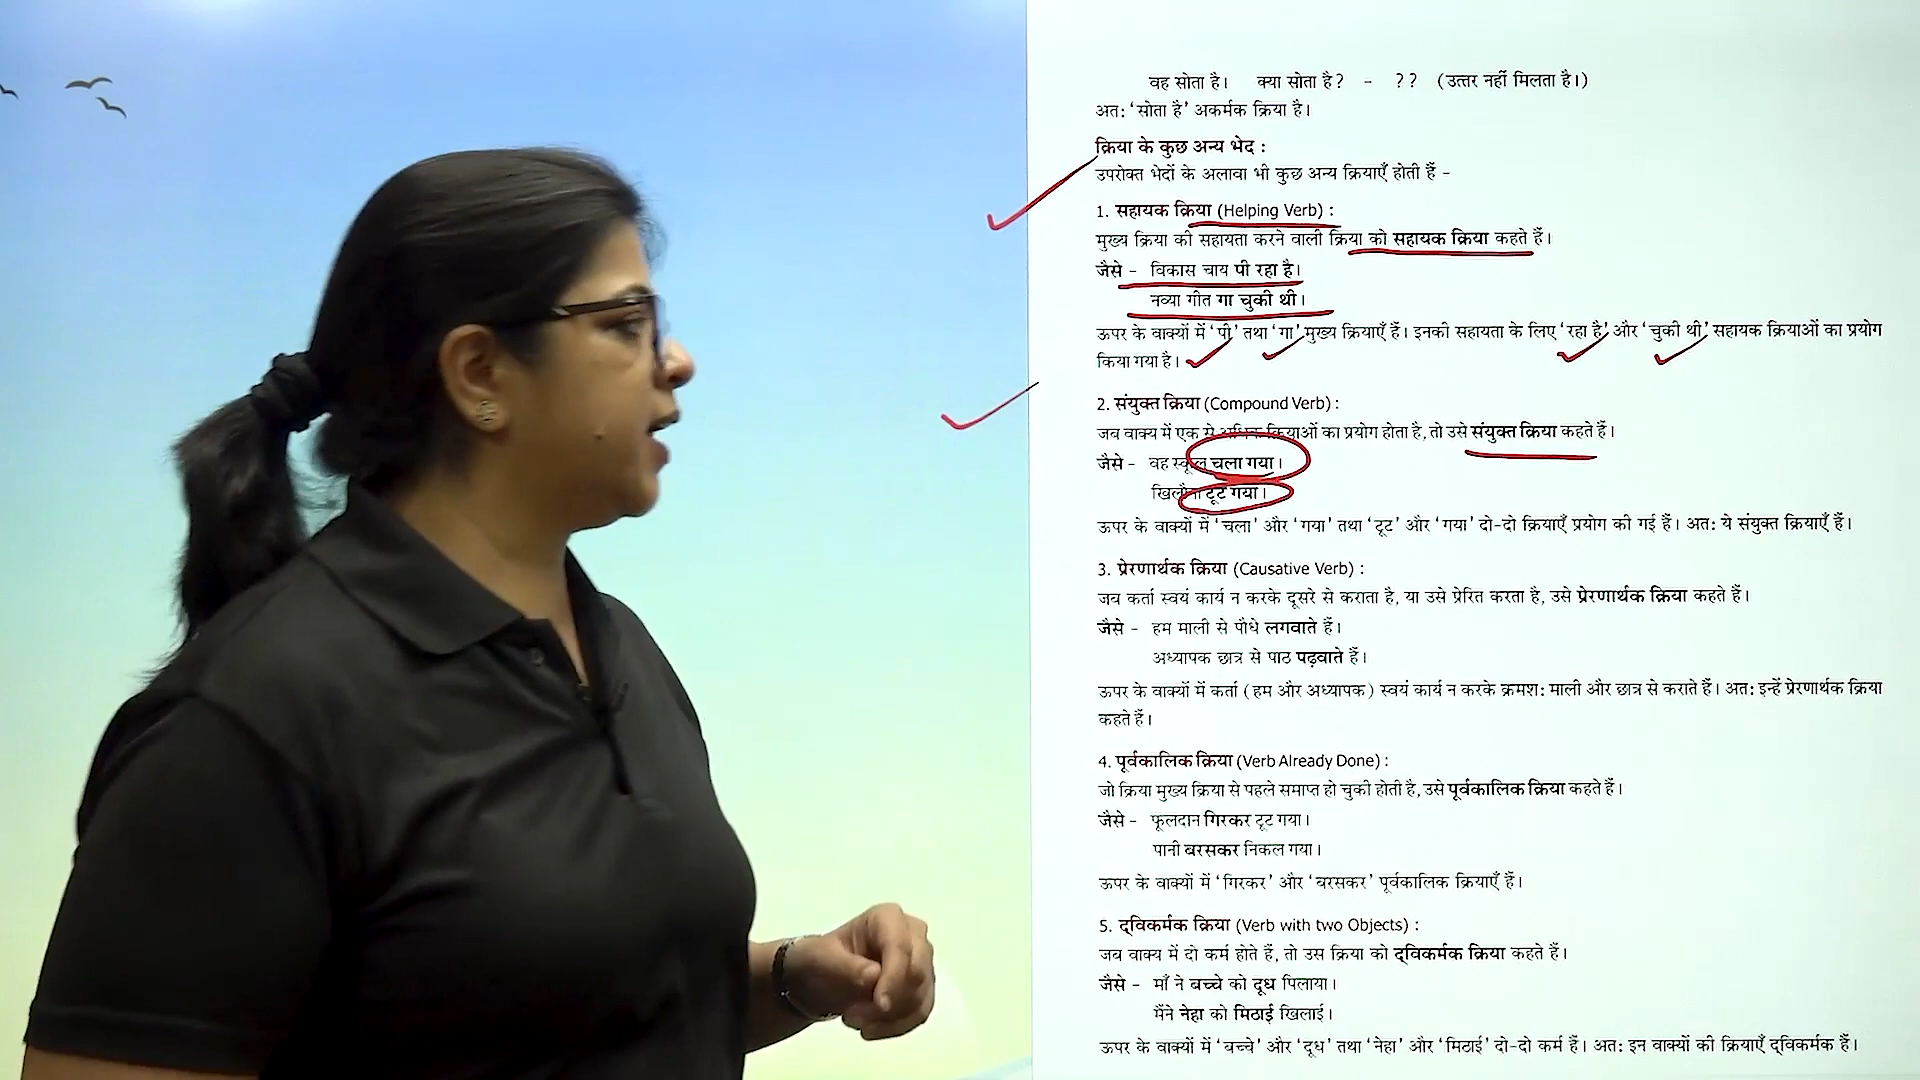 वह सोता है। क्या सोता है? - ?? (उत्तर नहीं मिलता है।)
अत: 'सोता है' अकर्मक क्रिया है।
क्रिया के कुछ अन्य भेद :
उपरोक्त भेदों के अलावा भी कुछ अन्य क्रियाएँ होती हैं -
1. सहायक क्रिया (Helping Verb) :
मुख्य क्रिया की सहायता करने वाली क्रिया को सहायक क्रिया कहते हैं।
जैसे - विकास चाय पी रहा है।
नव्या गीत गा चुकी थी।
ऊपर के वाक्यों में 'पी' तथा 'गा' मुख्य क्रियाएँ हैं। इनकी सहायता के लिए 'रहा है' और 'चुकी थी' सहायक क्रियाओं का प्रयोग
किया गया है।
2. संयुक्त क्रिया (Compound Verb) :
जब वाक्य में एक से अधिक क्रियाओं का प्रयोग होता है, तो उसे संयुक्त क्रिया कहते हैं।
जैसे - वह स्कूल चला गया।
खिलौना टूट गया।
ऊपर के वाक्यों में 'चला' और 'गया' तथा 'टूट' और 'गया' दो-दो क्रियाएँ प्रयोग की गई हैं। अत: ये संयुक्त क्रियाएँ हैं।
3. प्रेरणार्थक क्रिया (Causative Verb) :
जब कर्ता स्वयं कार्य न करके दूसरे से कराता है, या उसे प्रेरित करता है, उसे प्रेरणार्थक क्रिया कहते हैं।
जैसे - हम माली से पौधे लगवाते हैं।
अध्यापक छात्र से पाठ पढ़वाते हैं।
ऊपर के वाक्यों में कर्ता (हम और अध्यापक) स्वयं कार्य न करके क्रमश: माली और छात्र से कराते हैं। अत: इन्हें प्रेरणार्थक क्रिया
कहते हैं।
4. पूर्वकालिक क्रिया (Verb Already Done) :
जो क्रिया मुख्य क्रिया से पहले समाप्त हो चुकी होती है, उसे पूर्वकालिक क्रिया कहते हैं।
जैसे - फूलदान गिरकर टूट गया।
पानी बरसकर निकल गया।
ऊपर के वाक्यों में 'गिरकर' और 'बरसकर' पूर्वकालिक क्रियाएँ हैं।
5. द्‌विकर्मक क्रिया (Verb with two Objects) :
जब वाक्य में दो कर्म होते हैं, तो उस क्रिया को द्‌विकर्मक क्रिया कहते हैं।
जैसे - माँ ने बच्चे को दूध पिलाया।
मैंने नेहा को मिठाई खिलाई।
ऊपर के वाक्यों में 'बच्चे' और 'दूध' तथा 'नेहा' और 'मिठाई' दो-दो कर्म हैं। अत: इन वाक्यों की क्रियाएँ द्‌विकर्मक हैं।